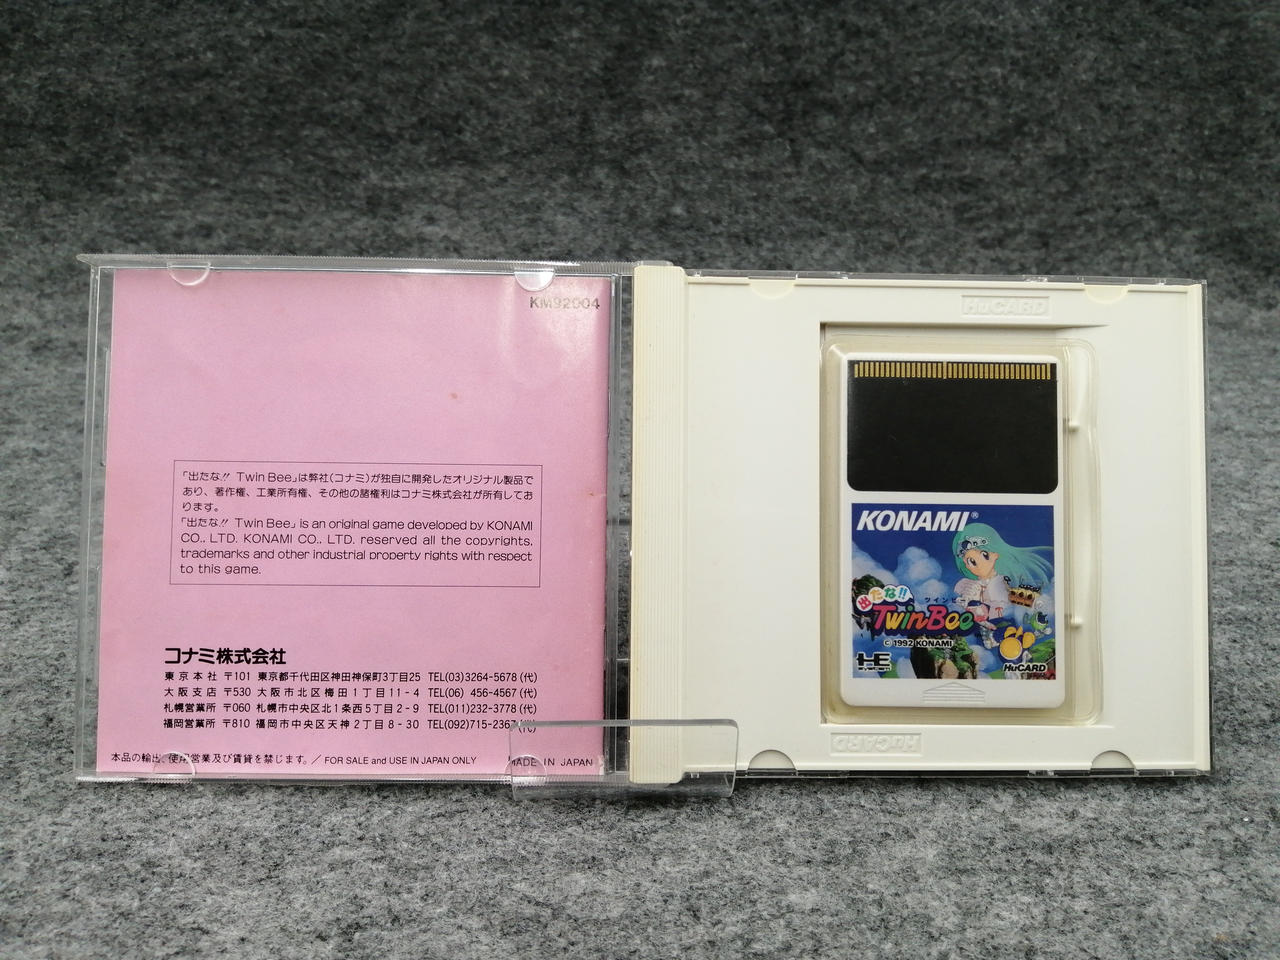 KM92004
「出たな!! Twin Bee」は弊社(コナミ)が独自に開発したオリジナル製品で
あり、著作権、工業所有権、その他の諸権利はコナミ株式会社が所有してお
ります。
「出たな!! Twin Bee」 is an original game developed by KONAMI
CO., LTD. KONAMI CO., LTD. reserved all the copyrights,
trademarks and other industrial property rights with respect
to this game.
コナミ株式会社
東京本社 〒101 東京都千代田区神田神保町3丁目25 TEL(03)3264-5678(代)
大阪支店 〒530 大阪市北区梅田1丁目11-4 TEL(06) 456-4567(代)
札幌営業所 〒060 札幌市中央区北1条西5丁目2-9 TEL(011)232-3778(代)
福岡営業所 〒810 福岡市中央区天神2丁目8-30 TEL(092)715-2367(代)
本品の輸出、使用営業及び賃貸を禁じます。/ FOR SALE and USE IN JAPAN ONLY
MADE IN JAPAN
HuCARD
KONAMI®
出たな!!
ツインビー
TwinBee
© 1992 KONAMI
HE
SYSTEM
HuCARD
HuCARD